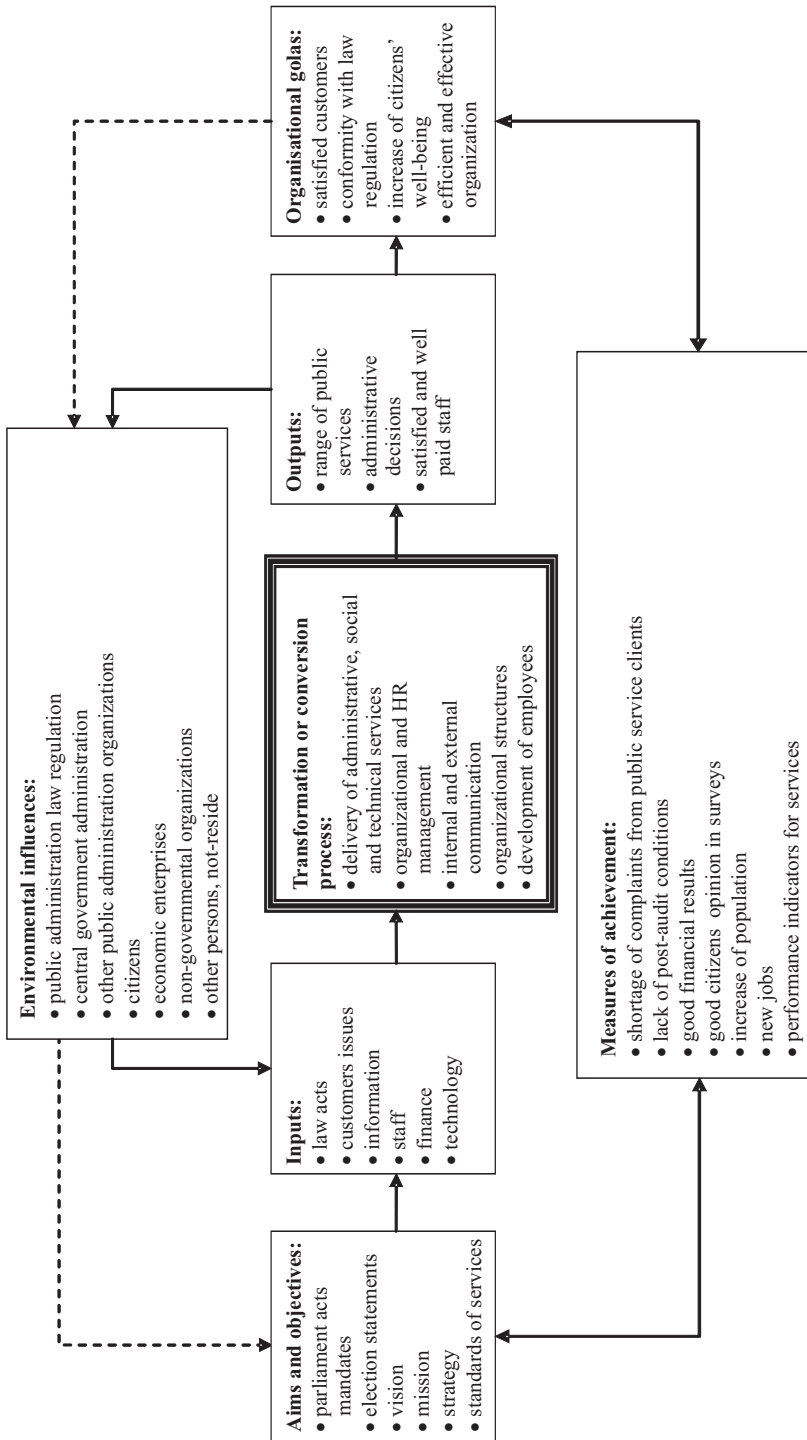 Environmental influences:
• public administration law regulation
• central government administration
• other public administration organizations
• citizens
• economic enterprises
• non-governmental organizations
• other persons, not-reside
Aims and objectives:
• parliament acts
mandates
• election statements
• vision
• mission
• strategy
• standards of services
Inputs:
• law acts
• customers issues
• information
• staff
• finance
• technology
Transformation or conversion
process:
• delivery of administrative, social
and technical services
• organizational and HR
management
• internal and external
communication
• organizational structures
• development of employees
Outputs:
• range of public
services
• administrative
decisions
• satisfied and well
paid staff
Organisational golas:
• satisfied customers
• conformity with law
regulation
• increase of citizens’
well-being
• efficient and effective
organization
Measures of achievement:
• shortage of complaints from public service clients
• lack of post-audit conditions
• good financial results
• good citizens opinion in surveys
• increase of population
• new jobs
• performance indicators for services